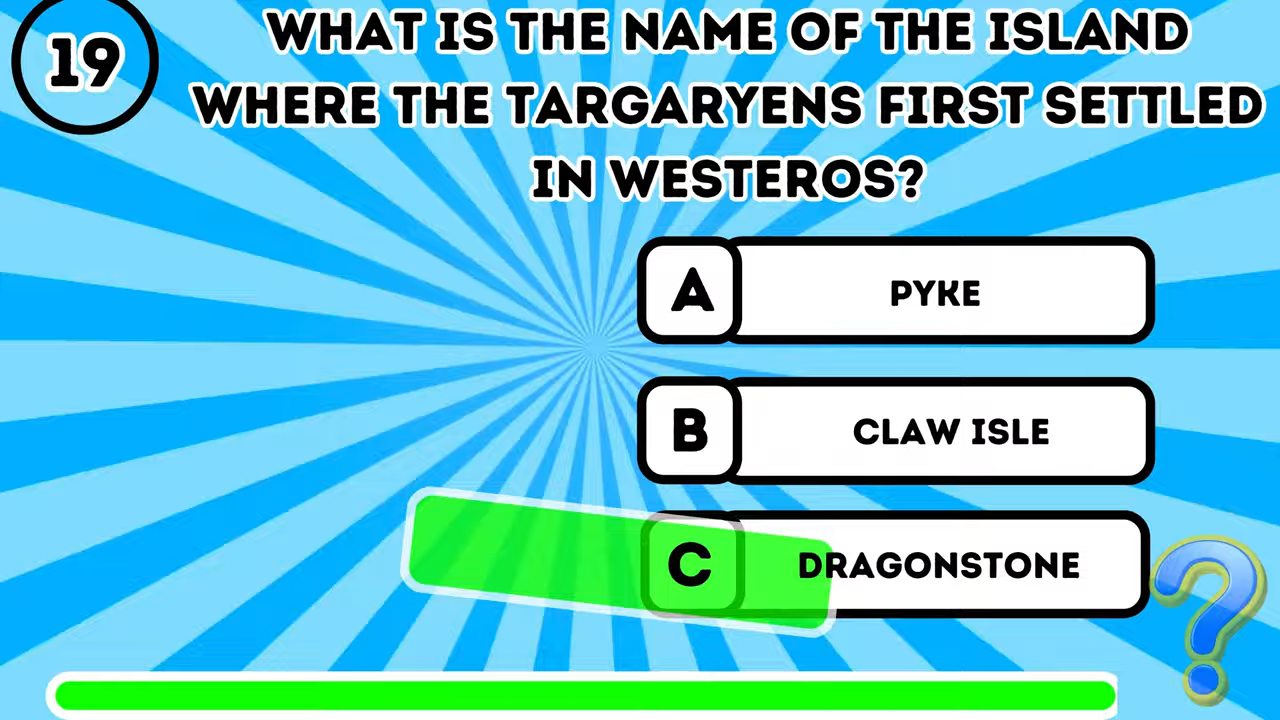 19
WHAT IS THE NAME OF THE ISLAND
WHERE THE TARGARYENS FIRST SETTLED
IN WESTEROS?
A PYKE
B CLAW ISLE
C DRAGONSTONE